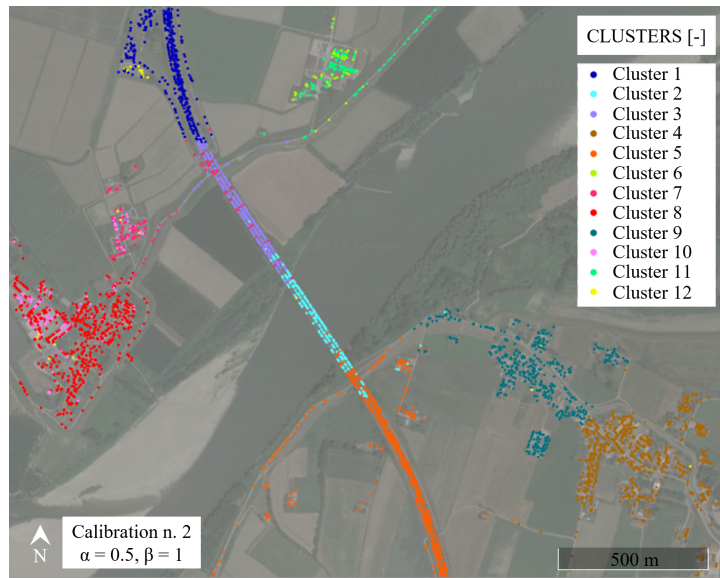 CLUSTERS [-]
Cluster 1
Cluster 2
Cluster 3
Cluster 4
Cluster 5
Cluster 6
Cluster 7
Cluster 8
Cluster 9
Cluster 10
Cluster 11
Cluster 12
N
Calibration n. 2
α = 0.5, β = 1
500 m